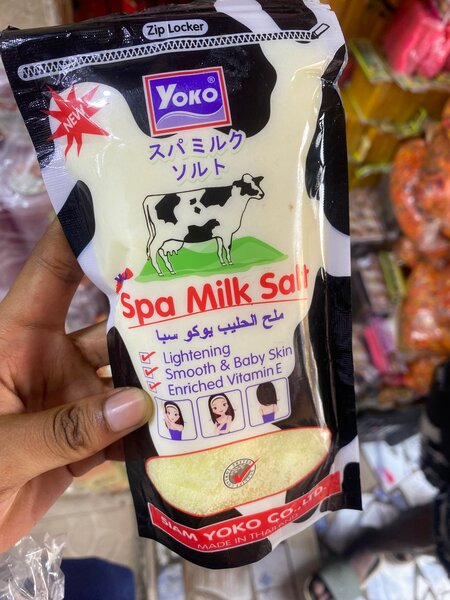 Zip Locker
NEW
YOKO®
スパミルク
ソルト
Spa Milk Salt
ملح الحليب يوكو سبا
Lightening
Smooth & Baby Skin
Enriched Vitamin E
SIAM YOKO CO., LTD.
MADE IN THAILAND